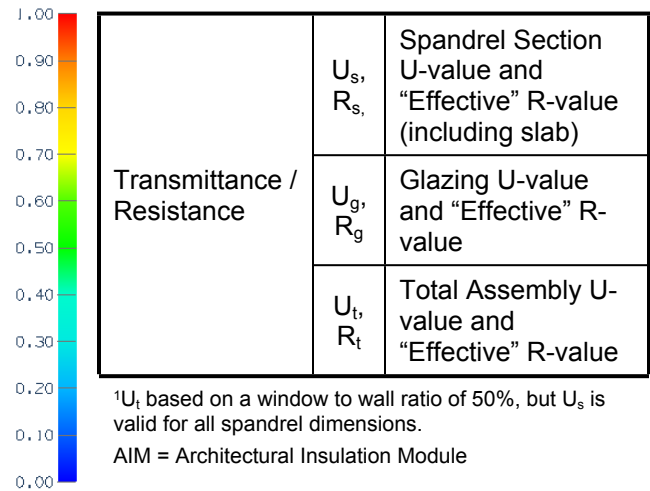 1.00
0.90
0.80
0.70
0.60
0.50
0.40
0.30
0.20
0.10
0.00
Transmittance /
Resistance
Us,
Rs,
Spandrel Section
U-value and
“Effective” R-value
(including slab)
Ug,
Rg
Glazing U-value
and “Effective” R-
value
Ut,
Rt
Total Assembly U-
value and
“Effective” R-value
¹Ut based on a window to wall ratio of 50%, but Us is
valid for all spandrel dimensions.
AIM = Architectural Insulation Module